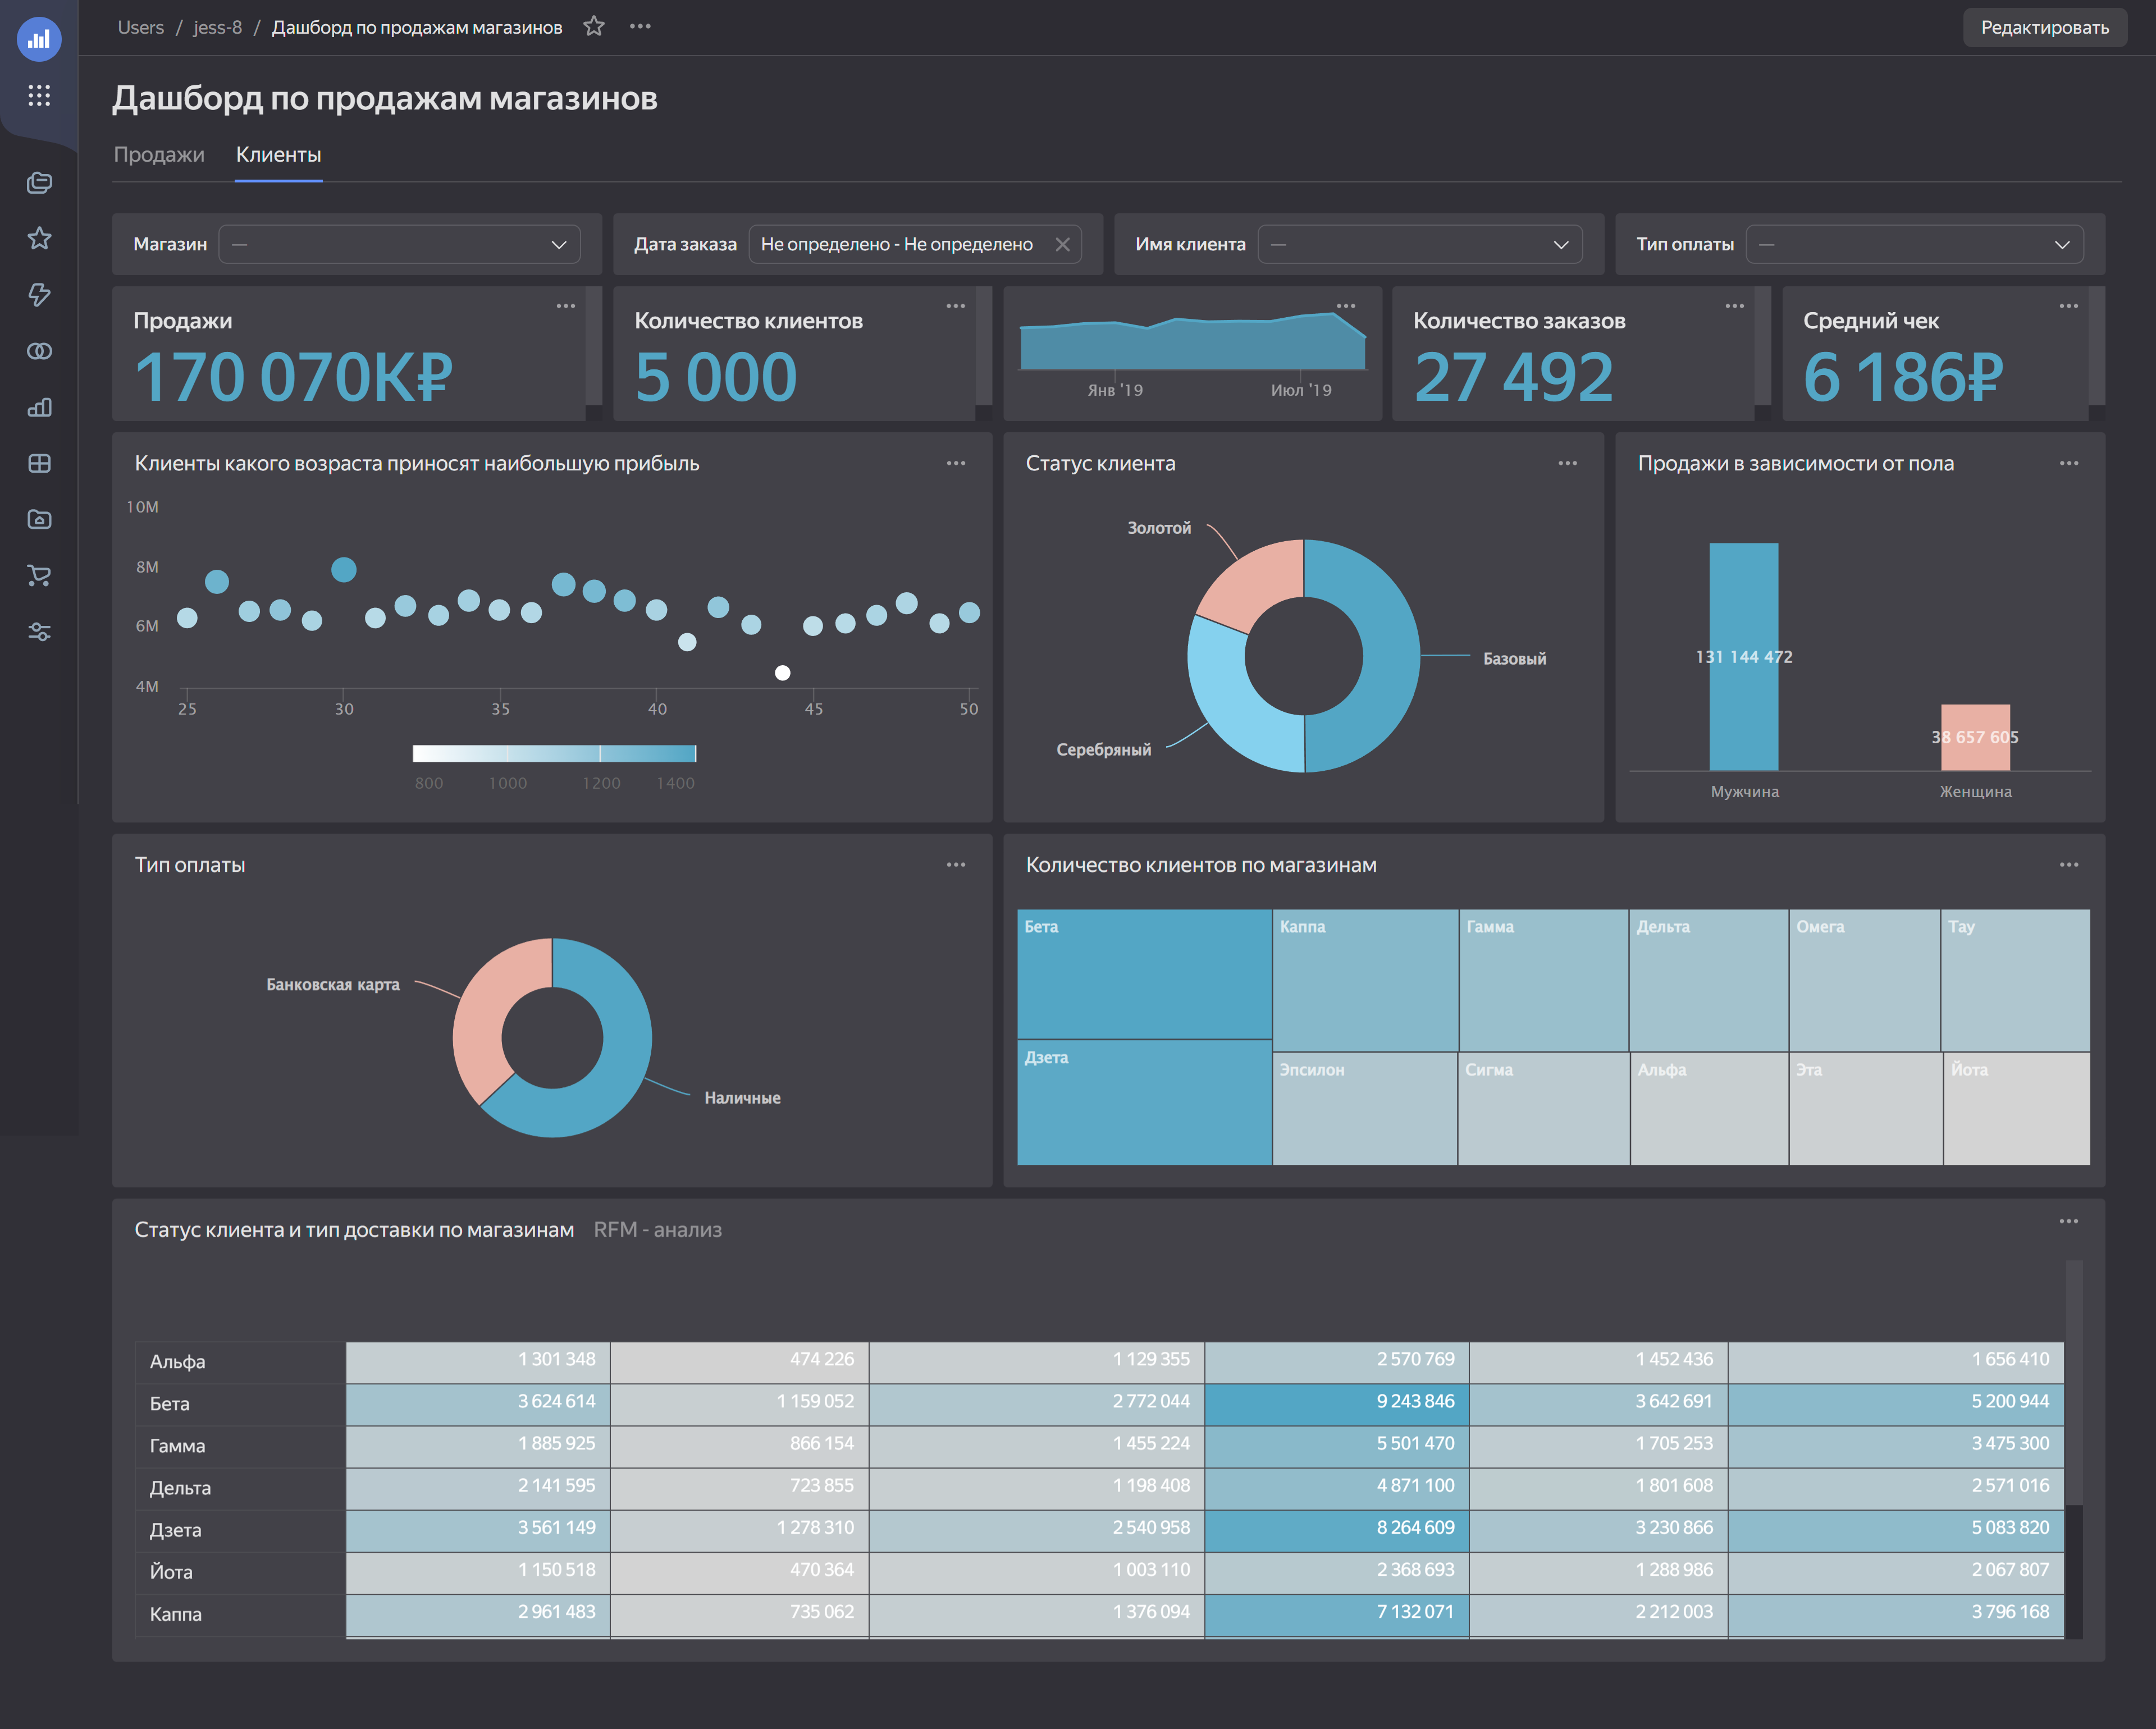 Users / jess-8 / Дашборд по продажам магазинов
Редактировать
Дашборд по продажам магазинов
Продажи Клиенты
Магазин —
Дата заказа Не определено - Не определено
Имя клиента —
Тип оплаты —
Продажи
170 070К₽
Количество клиентов
5 000
Янв '19 Июл '19
Количество заказов
27 492
Средний чек
6 186₽
Клиенты какого возраста приносят наибольшую прибыль
10M
8M
6M
4M
25 30 35 40 45 50
800 1000 1200 1400
Статус клиента
Золотой
Базовый
Серебряный
Продажи в зависимости от пола
131 144 472
38 657 605
Мужчина Женщина
Тип оплаты
Банковская карта
Наличные
Количество клиентов по магазинам
Бета Каппа Гамма Дельта Омега Тау
Дзета Эпсилон Сигма Альфа Эта Йота
Статус клиента и тип доставки по магазинам RFM - анализ
Альфа 1 301 348 474 226 1 129 355 2 570 769 1 452 436 1 656 410
Бета 3 624 614 1 159 052 2 772 044 9 243 846 3 642 691 5 200 944
Гамма 1 885 925 866 154 1 455 224 5 501 470 1 705 253 3 475 300
Дельта 2 141 595 723 855 1 198 408 4 871 100 1 801 608 2 571 016
Дзета 3 561 149 1 278 310 2 540 958 8 264 609 3 230 866 5 083 820
Йота 1 150 518 470 364 1 003 110 2 368 693 1 288 986 2 067 807
Каппа 2 961 483 735 062 1 376 094 7 132 071 2 212 003 3 796 168